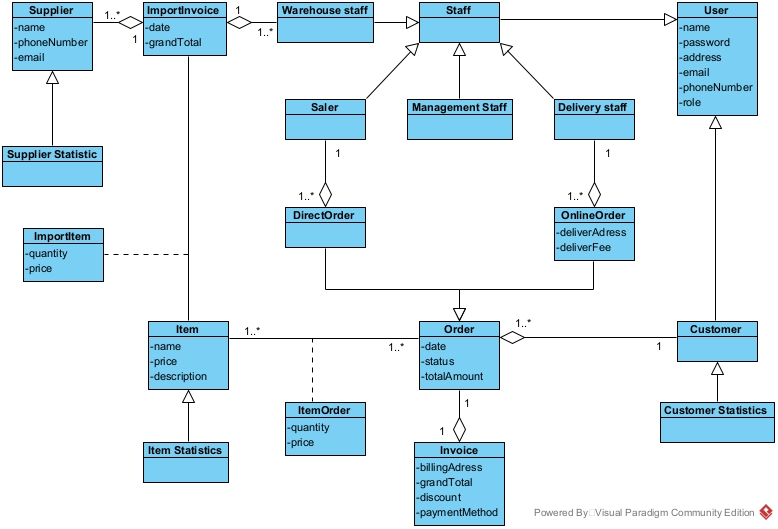 Supplier
-name
-phoneNumber
-email
1..*
1
ImportInvoice
-date
-grandTotal
1
1..*
Warehouse staff
Staff
User
-name
-password
-address
-email
-phoneNumber
-role
Supplier Statistic
Saler
Management Staff
Delivery staff
1
1..*
1
1..*
ImportItem
-quantity
-price
DirectOrder
OnlineOrder
-deliverAdress
-deliverFee
Item
-name
-price
-description
1..*
1..*
Order
-date
-status
-totalAmount
1..*
1
Customer
ItemOrder
-quantity
-price
1
1
Customer Statistics
Item Statistics
Invoice
-billingAdress
-grandTotal
-discount
-paymentMethod
Powered By Visual Paradigm Community Edition